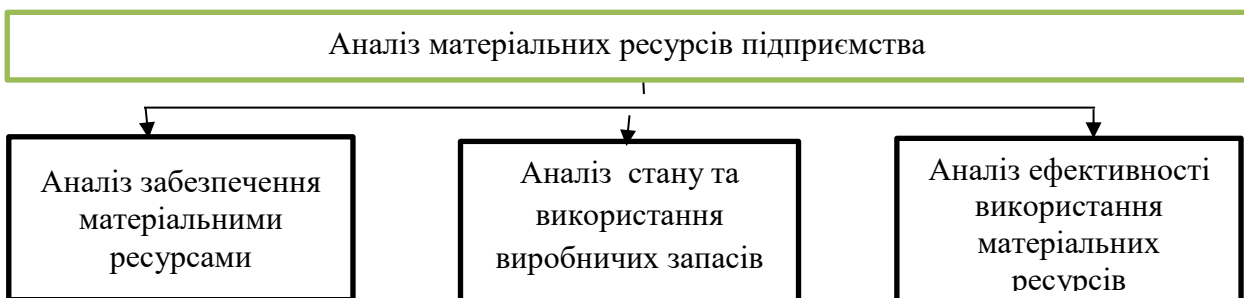 Аналіз матеріальних ресурсів підприємства
Аналіз забезпечення
матеріальними
ресурсами
Аналіз стану та
використання
виробничих запасів
Аналіз ефективності
використання
матеріальних
ресурсів